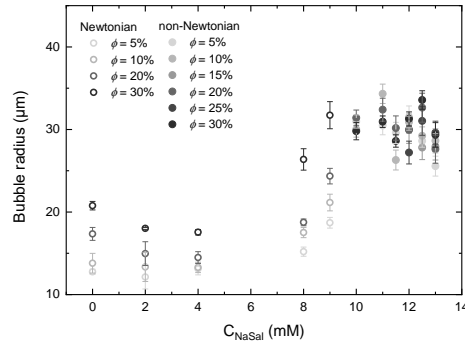 50
40
30
20
10
Bubble radius (μm)
Newtonian
ϕ = 5%
ϕ = 10%
ϕ = 20%
ϕ = 30%
non-Newtonian
ϕ = 5%
ϕ = 10%
ϕ = 15%
ϕ = 20%
ϕ = 25%
ϕ = 30%
0 2 4 6 8 10 12 14
C_NaSal (mM)